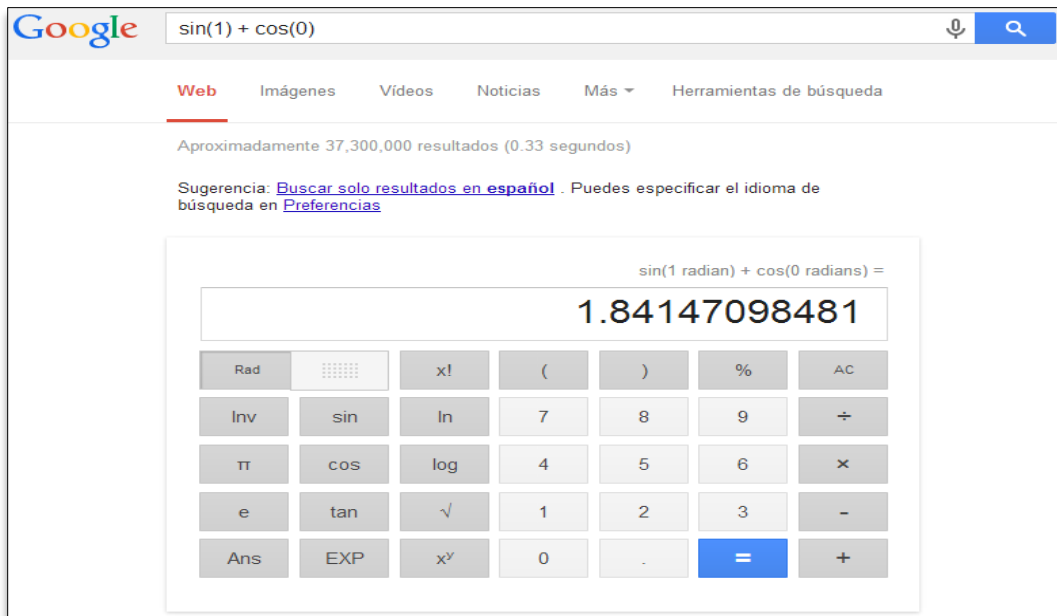 Google sin(1) + cos(0)
Web Imágenes Vídeos Noticias Más Herramientas de búsqueda
Aproximadamente 37,300,000 resultados (0.33 segundos)
Sugerencia: Buscar solo resultados en español . Puedes especificar el idioma de
búsqueda en Preferencias
sin(1 radian) + cos(0 radians) =
1.84147098481
Rad x! ( ) % AC
Inv sin ln 7 8 9 ÷
π cos log 4 5 6 ×
e tan √ 1 2 3 -
Ans EXP xʸ 0 . = +